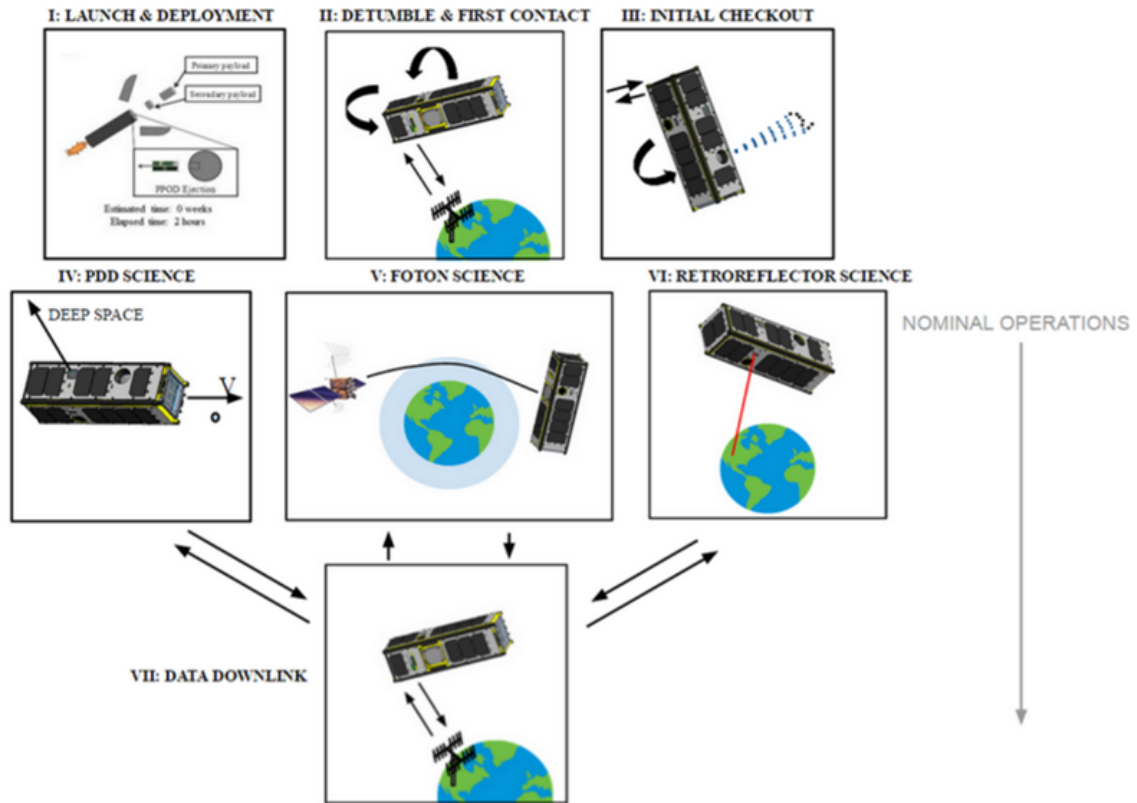 I: LAUNCH & DEPLOYMENT
II: DETUMBLE & FIRST CONTACT
III: INITIAL CHECKOUT
Primary payload
Secondary payload
PPOD Ejection
Estimated time: 0 weeks
Elapsed time: 2 hours
IV: PDD SCIENCE
V: FOTON SCIENCE
VI: RETROREFLECTOR SCIENCE
DEEP SPACE
V
NOMINAL OPERATIONS
VII: DATA DOWNLINK